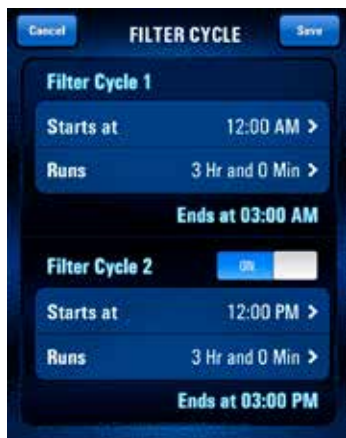 Cancel FILTER CYCLE Save
Filter Cycle 1
Starts at 12:00 AM >
Runs 3 Hr and 0 Min >
Ends at 03:00 AM
Filter Cycle 2 ON
Starts at 12:00 PM >
Runs 3 Hr and 0 Min >
Ends at 03:00 PM